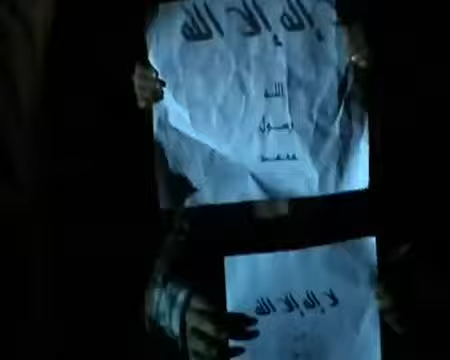 إله إلا الله
الله
رسول
محمد
لا إله إلا الله